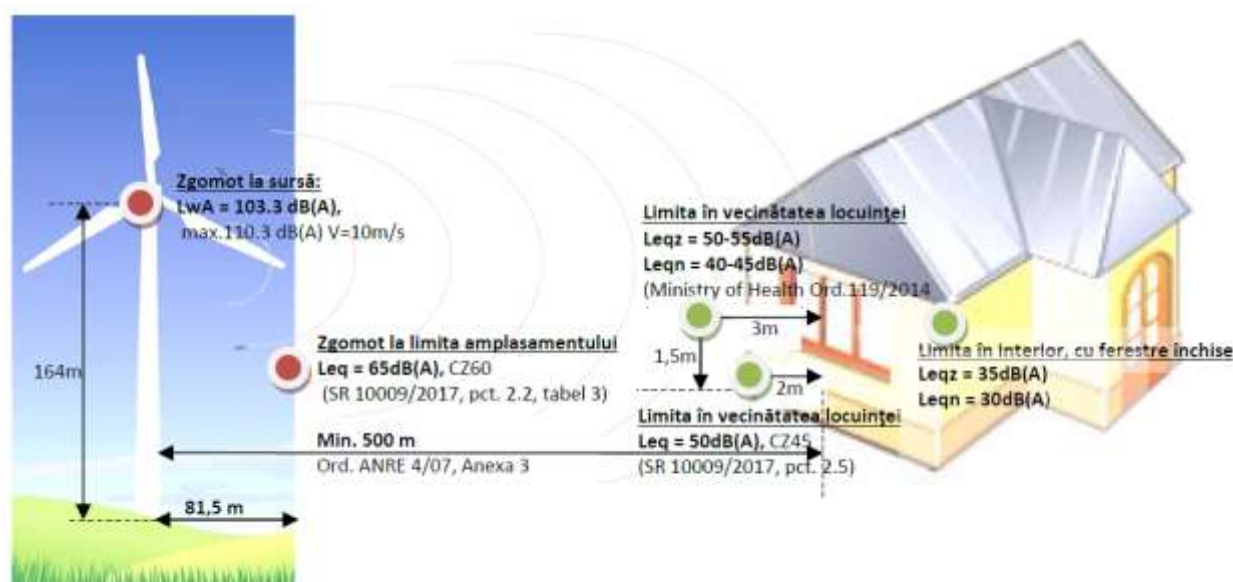 Zgomot la sursă:
LwA = 103.3 dB(A),
max.110.3 dB(A) V=10m/s
164m
Zgomot la limita amplasamentului
Leq = 65dB(A), CZ60
(SR 10009/2017, pct. 2.2, tabel 3)
Min. 500 m
Ord. ANRE 4/07, Anexa 3
81,5 m
Limita în vecinătatea locuinței
Leqz = 50-55dB(A)
Leqn = 40-45dB(A)
(Ministry of Health Ord.119/2014
3m
1,5m
2m
Limita în vecinătatea locuinței
Leq = 50dB(A), CZ45
(SR 10009/2017, pct. 2.5)
Limita în Interior, cu ferestre închise
Leqz = 35dB(A)
Leqn = 30dB(A)